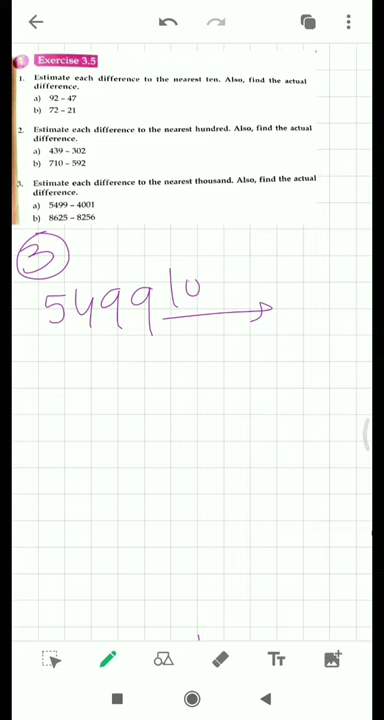 Exercise 3.5
1. Estimate each difference to the nearest ten. Also, find the actual
difference.
a) 92 – 47
b) 72 – 21
2. Estimate each difference to the nearest hundred. Also, find the actual
difference.
a) 439 – 302
b) 710 – 592
3. Estimate each difference to the nearest thousand. Also, find the actual
difference.
a) 5499 – 4001
b) 8625 – 8256
3
5499 10
TT